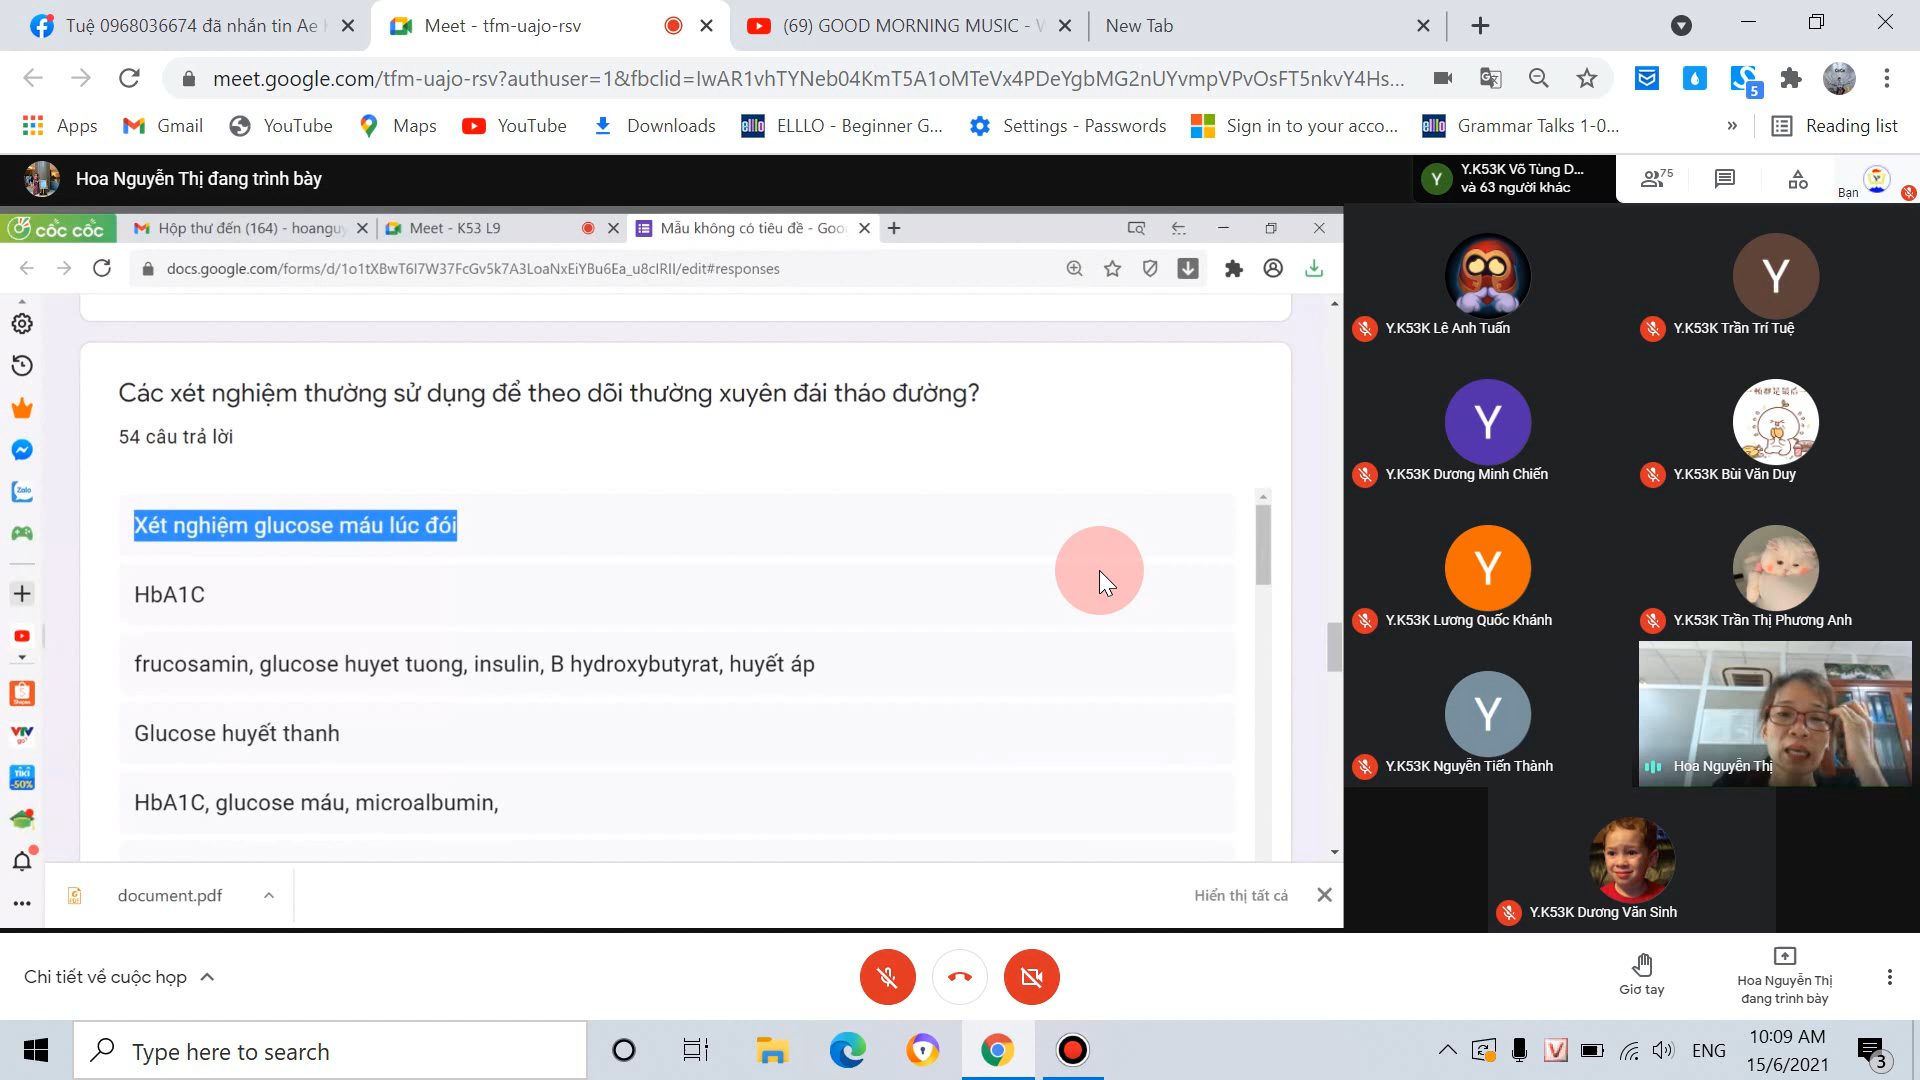 Tuệ 0968036674 đã nhắn tin Ae
Meet - tfm-uajo-rsv
(69) GOOD MORNING MUSIC -
New Tab
meet.google.com/tfm-uajo-rsv?authuser=1&fbclid=IwAR1vhTYNeb04KmT5A1oMTeVx4PDeYgbMG2nUYvmpVPvOsFT5nkvY4Hs...
5
Apps
Gmail
YouTube
Maps
YouTube
Downloads
elllo
ELLLO - Beginner G...
Settings - Passwords
Sign in to your acco...
elllo
Grammar Talks 1-0...
»
Reading list
Hoa Nguyễn Thị đang trình bày
Y
Y.K53K Võ Tùng D...
và 63 người khác
75
Bạn
cốc cốc
Hộp thư đến (164) - hoangu
Meet - K53 L9
Mẫu không có tiêu đề - Goo
docs.google.com/forms/d/1o1tXBwT6I7W37FcGv5k7A3LoaNxEiYBu6Ea_u8cIRII/edit#responses
Các xét nghiệm thường sử dụng để theo dõi thường xuyên đái tháo đường?
54 câu trả lời
Xét nghiệm glucose máu lúc đói
HbA1C
frucosamin, glucose huyet tuong, insulin, B hydroxybutyrat, huyết áp
Glucose huyết thanh
HbA1C, glucose máu, microalbumin,
Zalo
VTV
go
TIKI
-50%
document.pdf
Hiển thị tất cả
Y.K53K Lê Anh Tuấn
Y
Y.K53K Trần Trí Tuệ
Y
Y.K53K Dương Minh Chiến
Y.K53K Bùi Văn Duy
Y
Y.K53K Lương Quốc Khánh
Y.K53K Trần Thị Phương Anh
Y
Y.K53K Nguyễn Tiến Thành
Hoa Nguyễn Thị
Y.K53K Dương Văn Sinh
Chi tiết về cuộc họp
Giơ tay
Hoa Nguyễn Thị
đang trình bày
Type here to search
ENG
10:09 AM
15/6/2021
3